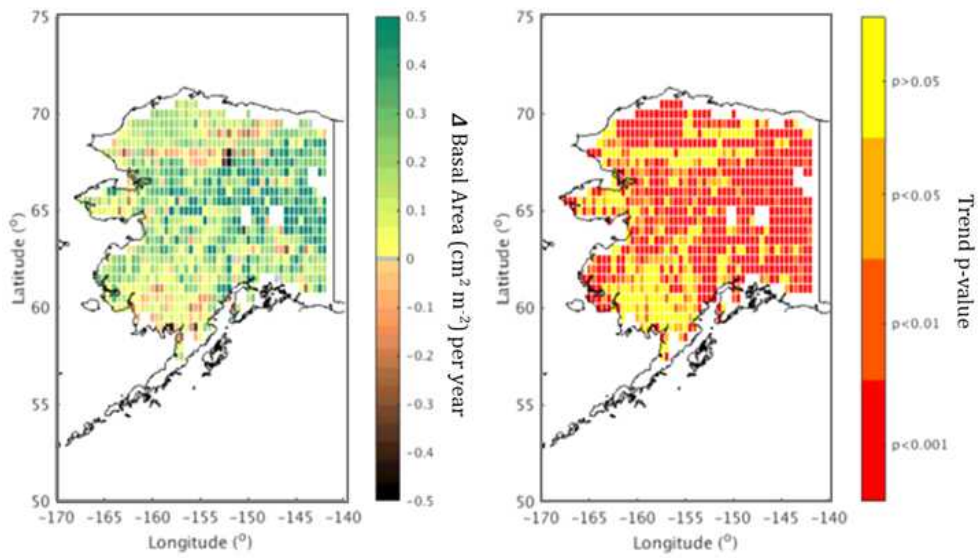 75
70
65
60
55
50
Latitude (°)
-170 -165 -160 -155 -150 -145 -140
Longitude (°)
0.5
0.4
0.3
0.2
0.1
0
-0.1
-0.2
-0.3
-0.4
-0.5
Δ Basal Area (cm² m⁻²) per year
75
70
65
60
55
50
Latitude (°)
-170 -165 -160 -155 -150 -145 -140
Longitude (°)
p>0.05
p<0.05
p<0.01
p<0.001
Trend p-value